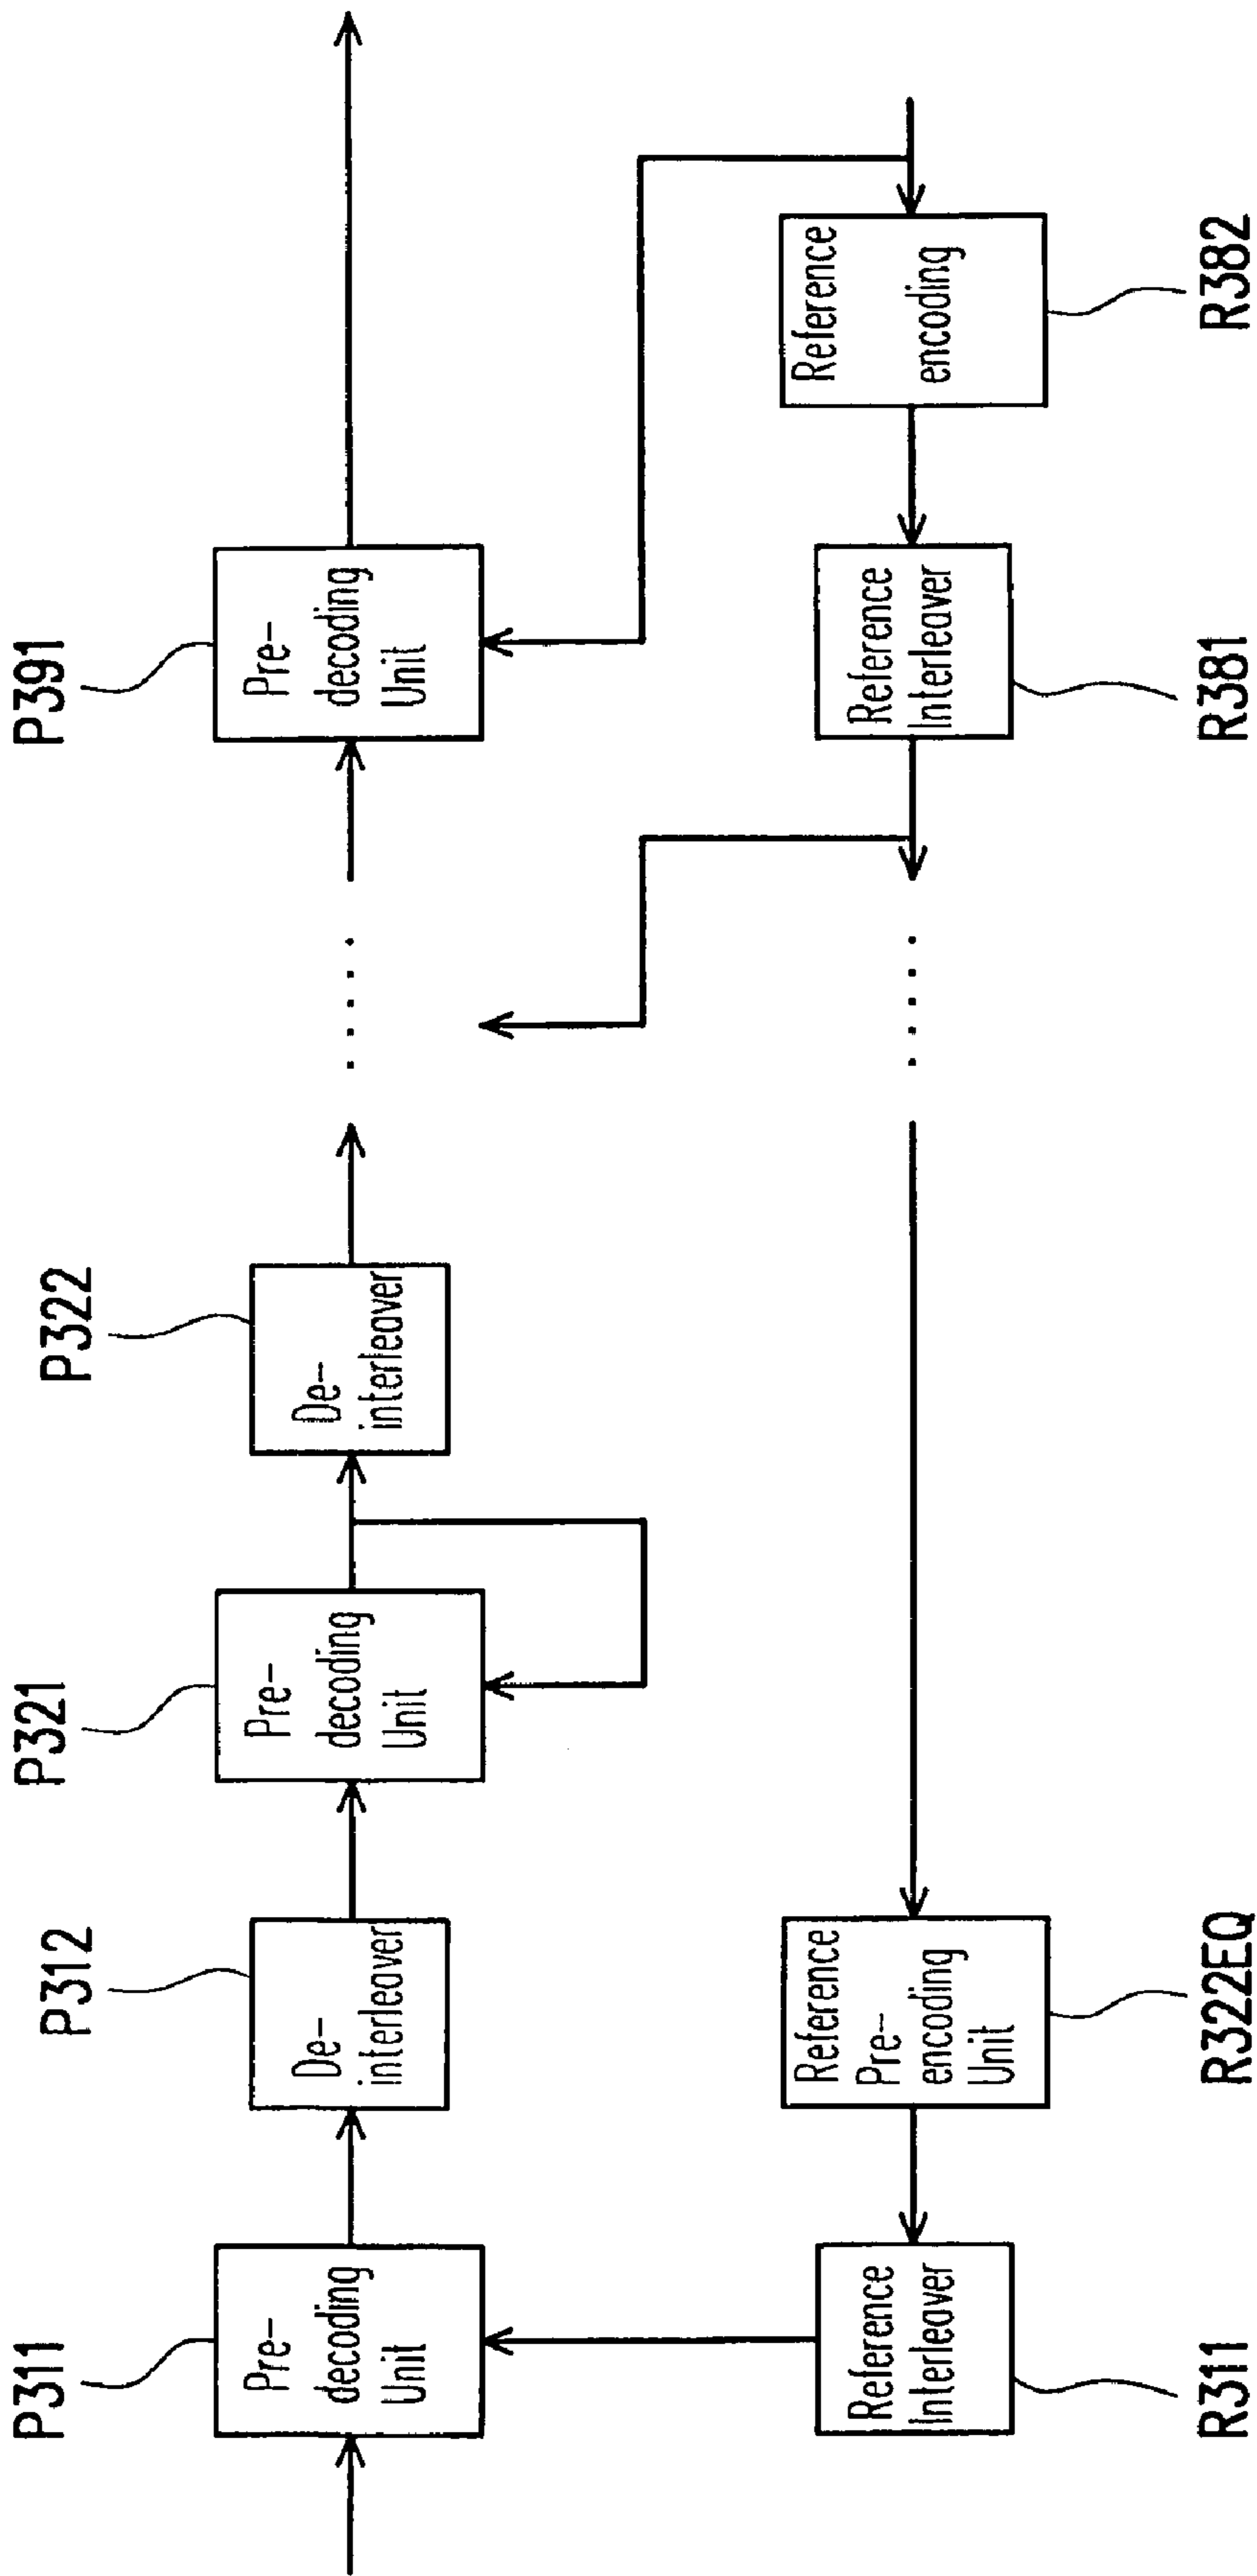 P311
Pre-
decoding
Unit
P312
De-
interleaver
P321
Pre-
decoding
Unit
P322
De-
interleaver
.....
P391
Pre-
decoding
Unit
Reference
Interleaver
R311
Reference
Pre-
encoding
Unit
R322EQ
.....
Reference
Interleaver
R381
Reference
encoding
R382